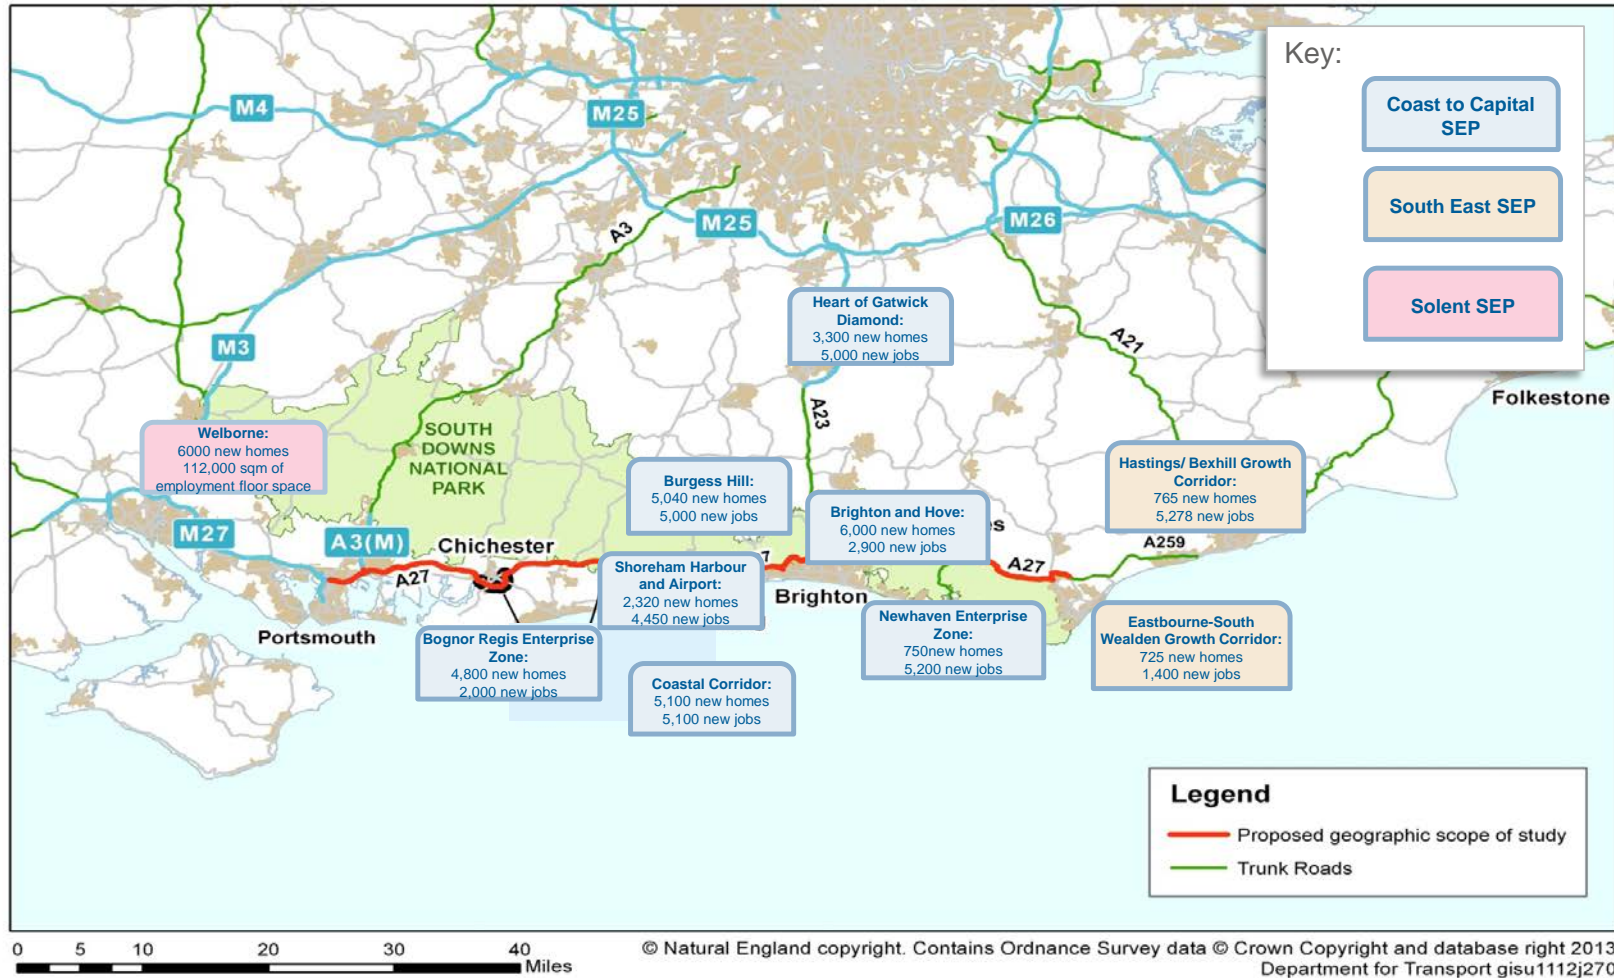 Key:
Coast to Capital
SEP
South East SEP
Solent SEP
M4
M25
M25
M26
A3
M3
A21
Heart of Gatwick
Diamond:
3,300 new homes
5,000 new jobs
A23
Folkestone
Welborne:
6000 new homes
112,000 sqm of
employment floor space
SOUTH
DOWNS
NATIONAL
PARK
Burgess Hill:
5,040 new homes
5,000 new jobs
Hastings/ Bexhill Growth
Corridor:
765 new homes
5,278 new jobs
Brighton and Hove:
6,000 new homes
2,900 new jobs
es
M27
A3(M)
Chichester
A259
A27
7
A27
Shoreham Harbour
and Airport:
2,320 new homes
4,450 new jobs
Brighton
Portsmouth
Newhaven Enterprise
Zone:
750new homes
5,200 new jobs
Eastbourne-South
Wealden Growth Corridor:
725 new homes
1,400 new jobs
Bognor Regis Enterprise
Zone:
4,800 new homes
2,000 new jobs
Coastal Corridor:
5,100 new homes
5,100 new jobs
Legend
Proposed geographic scope of study
Trunk Roads
0 5 10 20 30 40
Miles
© Natural England copyright. Contains Ordnance Survey data © Crown Copyright and database right 2013
Department for Transport gisu1112j270